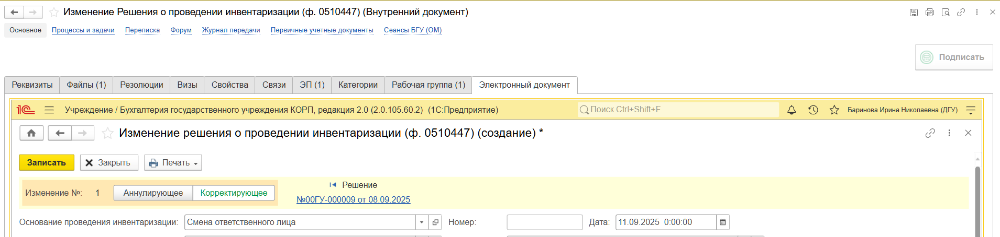 Изменение Решения о проведении инвентаризации (ф. 0510447) (Внутренний документ)
Основное Процессы и задачи Переписка Форум Журнал передачи Первичные учетные документы Сеансы БГУ (ОМ)
Подписать
Реквизиты Файлы (1) Резолюции Визы Свойства Связи ЭП (1) Категории Рабочая группа (1) Электронный документ
1С Учреждение / Бухгалтерия государственного учреждения КОРП, редакция 2.0 (2.0.105.60.2) (1С:Предприятие) Поиск Ctrl+Shift+F Баринова Ирина Николаевна (ДГУ)
Изменение решения о проведении инвентаризации (ф. 0510447) (создание) *
Записать Закрыть Печать
Решение
Изменение №: 1 Аннулирующее Корректирующее
№00ГУ-000009 от 08.09.2025
Основание проведения инвентаризации: Смена ответственного лица Номер: Дата: 11.09.2025 0:00:00